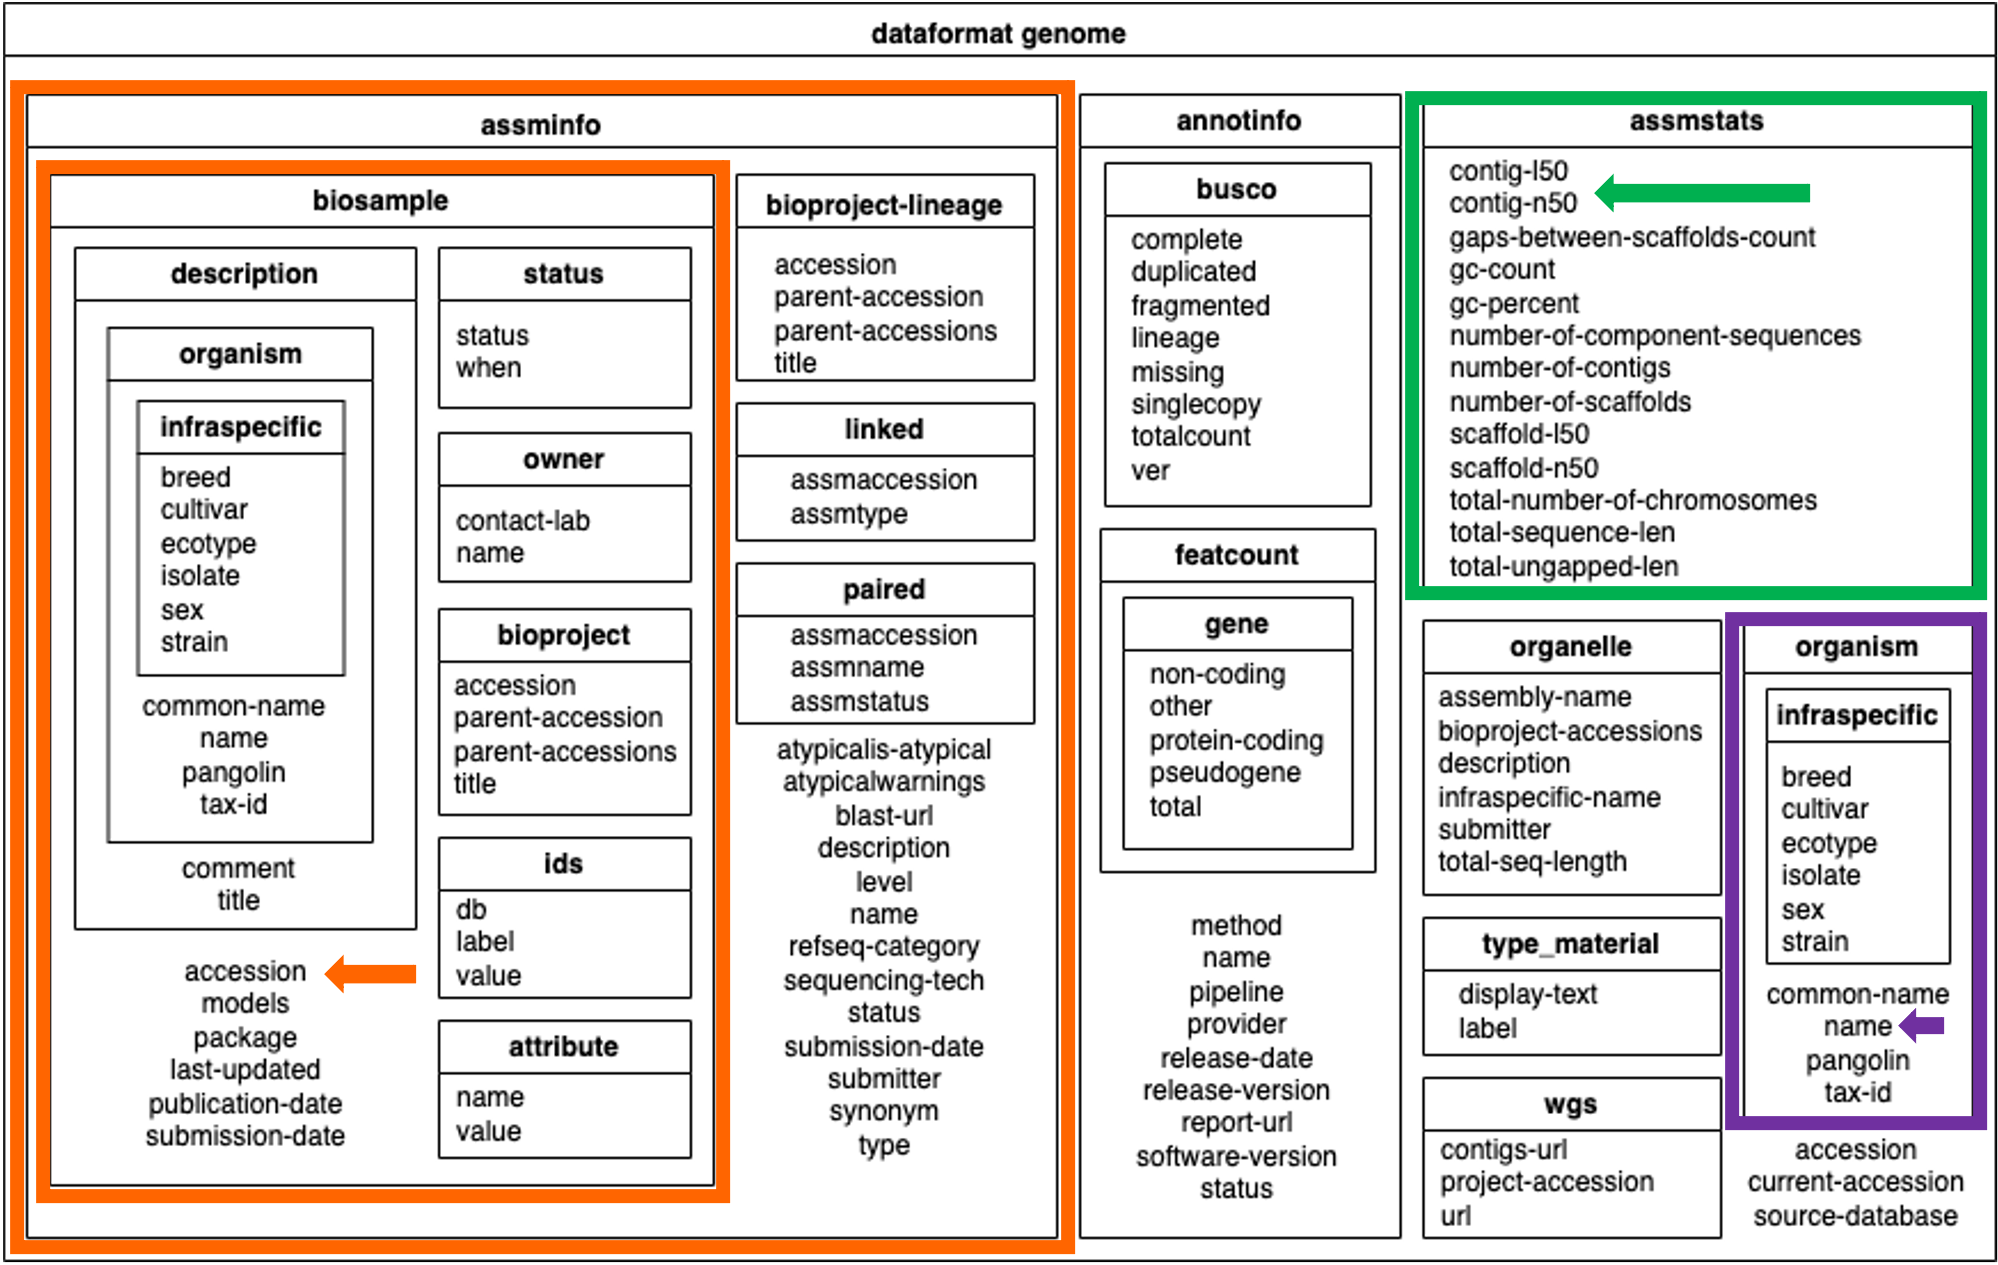 dataformat genome
assminfo
biosample
description
organism
infraspecific
breed
cultivar
ecotype
isolate
sex
strain
common-name
name
pangolin
tax-id
comment
title
accession
models
package
last-updated
publication-date
submission-date
status
status
when
owner
contact-lab
name
bioproject
accession
parent-accession
parent-accessions
title
ids
db
label
value
attribute
name
value
bioproject-lineage
accession
parent-accession
parent-accessions
title
linked
assmaccession
assmtype
paired
assmaccession
assmname
assmstatus
atypicalis-atypical
atypicalwarnings
blast-url
description
level
name
refseq-category
sequencing-tech
status
submission-date
submitter
synonym
type
annotinfo
busco
complete
duplicated
fragmented
lineage
missing
singlecopy
totalcount
ver
featcount
gene
non-coding
other
protein-coding
pseudogene
total
method
name
pipeline
provider
release-date
release-version
report-url
software-version
status
assmstats
contig-l50
contig-n50
gaps-between-scaffolds-count
gc-count
gc-percent
number-of-component-sequences
number-of-contigs
number-of-scaffolds
scaffold-l50
scaffold-n50
total-number-of-chromosomes
total-sequence-len
total-ungapped-len
organelle
assembly-name
bioproject-accessions
description
infraspecific-name
submitter
total-seq-length
type_material
display-text
label
wgs
contigs-url
project-accession
url
organism
infraspecific
breed
cultivar
ecotype
isolate
sex
strain
common-name
name
pangolin
tax-id
accession
current-accession
source-database